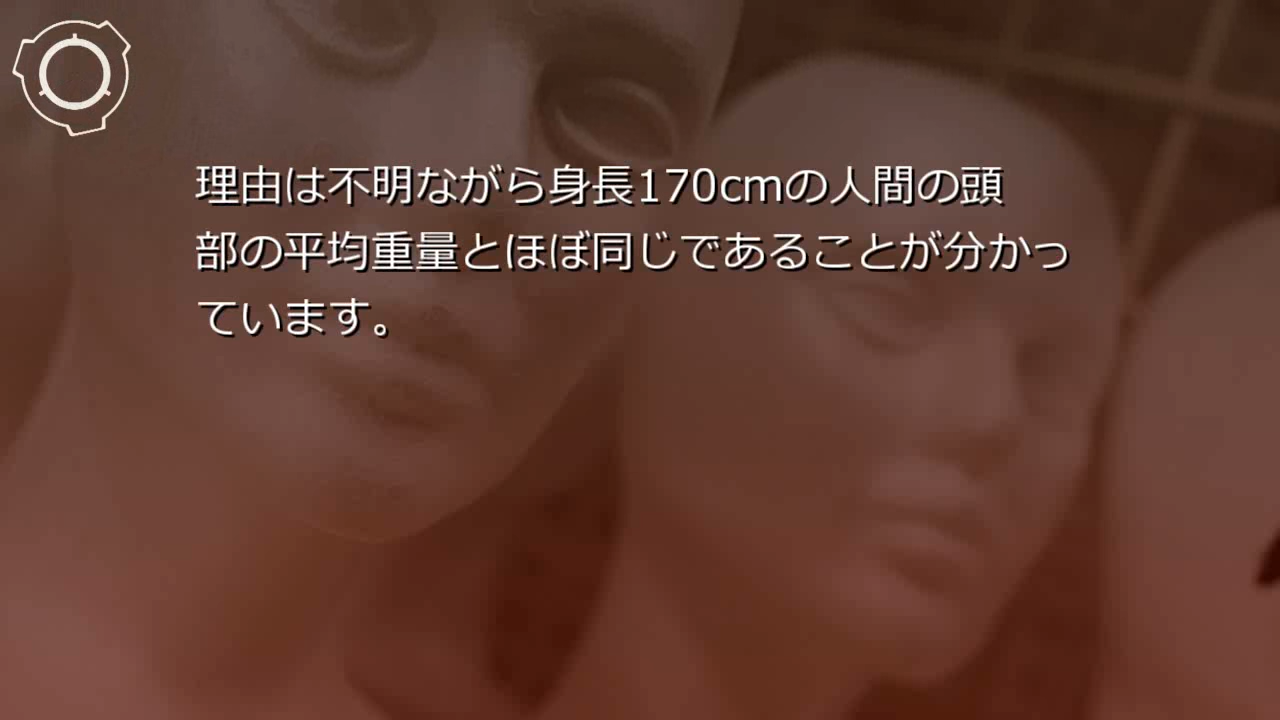 理由は不明ながら身長170cmの人間の頭
部の平均重量とほぼ同じであることが分かっ
ています。